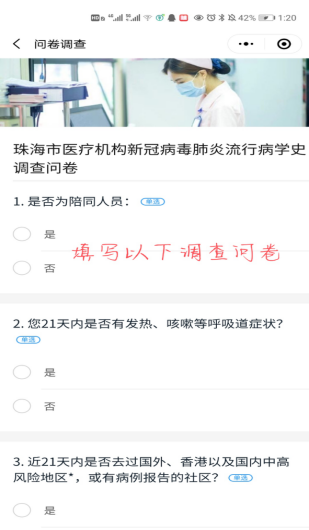 42% 1:20
问卷调查
珠海市医疗机构新冠病毒肺炎流行病学史
调查问卷
1. 是否为陪同人员： 单选
是
填写以下调查问卷
否
2. 您21天内是否有发热、咳嗽等呼吸道症状？
单选
是
否
3. 近21天内是否去过国外、香港以及国内中高
风险地区*，或有病例报告的社区？ 单选
是